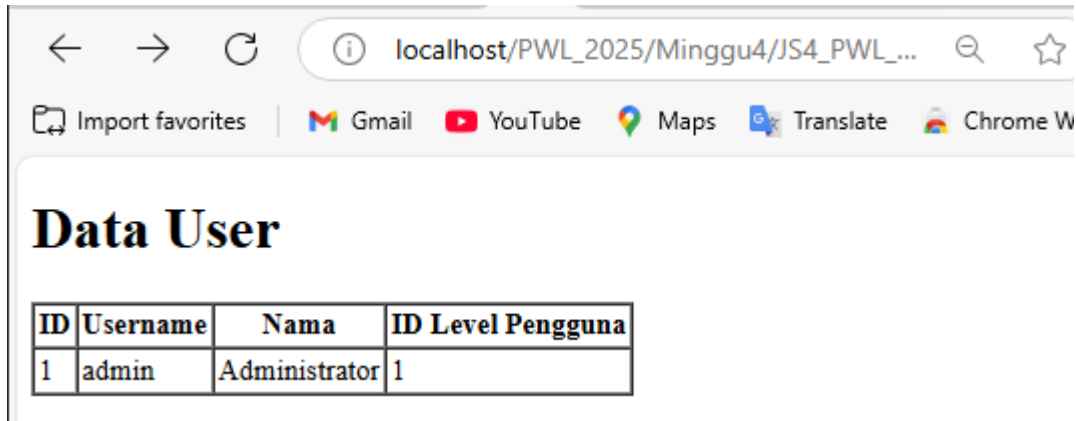 localhost/PWL_2025/Minggu4/JS4_PWL_...
Import favorites Gmail YouTube Maps Translate Chrome W
Data User
ID Username Nama ID Level Pengguna
1 admin Administrator 1